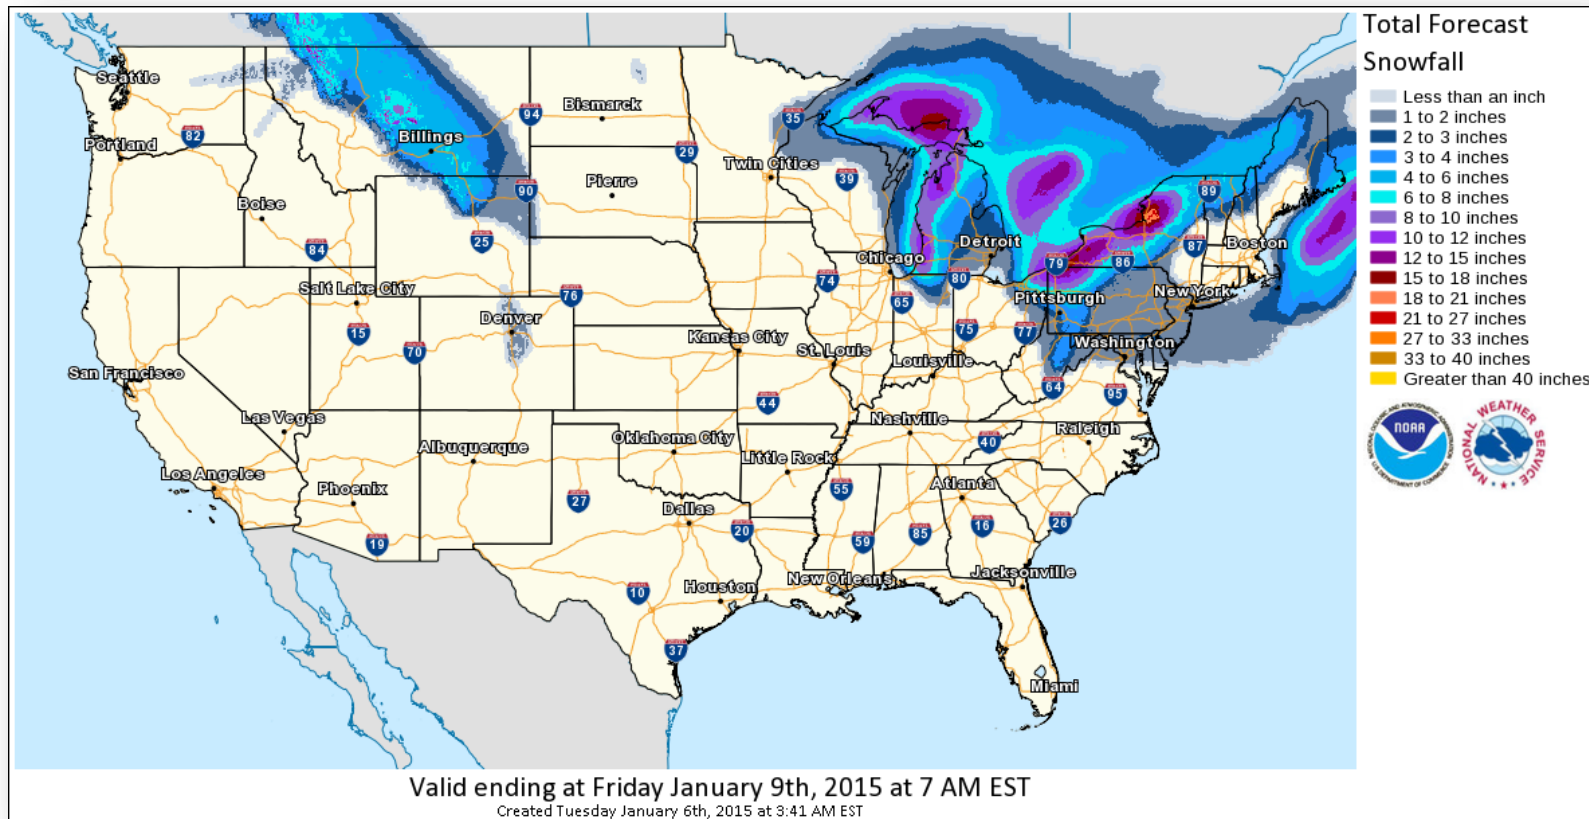 Total Forecast
Snowfall
Less than an inch
1 to 2 inches
2 to 3 inches
3 to 4 inches
4 to 6 inches
6 to 8 inches
8 to 10 inches
10 to 12 inches
12 to 15 inches
15 to 18 inches
18 to 21 inches
21 to 27 inches
27 to 33 inches
33 to 40 inches
Greater than 40 inches
NOAA
NATIONAL OCEANIC AND ATMOSPHERIC ADMINISTRATION
U.S. DEPARTMENT OF COMMERCE
NATIONAL WEATHER SERVICE
Seattle
94
Bismarck
35
82
Portland
Billings
29
Twin Cities
39
90
Pierre
89
Boise
25
84
Detroit
87
Boston
Chicago
79
86
80
74
Salt Lake City
76
65
Pittsburgh
New York
Denver
15
75
77
Kansas City
70
St. Louis
Louisville
Washington
San Francisco
64
95
44
Las Vegas
Nashville
Raleigh
Oklahoma City
40
Albuquerque
Little Rock
Los Angeles
Phoenix
55
Atlanta
27
Dallas
20
16
26
19
59
85
New Orleans
Jacksonville
10
Houston
37
Miami
Valid ending at Friday January 9th, 2015 at 7 AM EST
Created Tuesday January 6th, 2015 at 3:41 AM EST